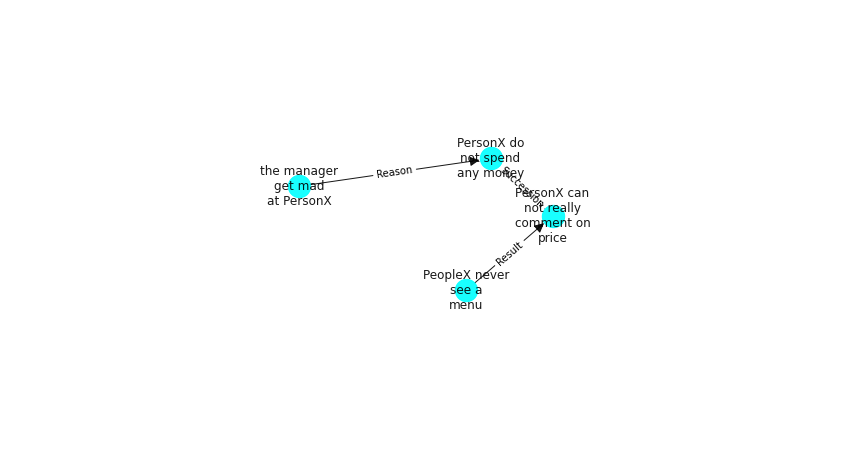 PersonX do
not spend
any money
the manager
get mad
at PersonX
Reason
Succession
PersonX can
not really
comment on
price
Result
PeopleX never
see a
menu